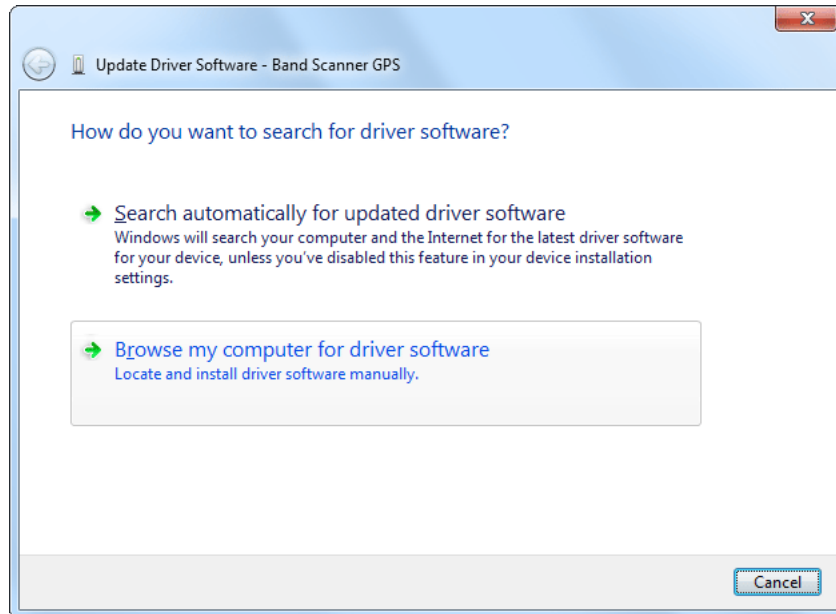 Update Driver Software - Band Scanner GPS
How do you want to search for driver software?
Search automatically for updated driver software
Windows will search your computer and the Internet for the latest driver software
for your device, unless you've disabled this feature in your device installation
settings.
Browse my computer for driver software
Locate and install driver software manually.
Cancel